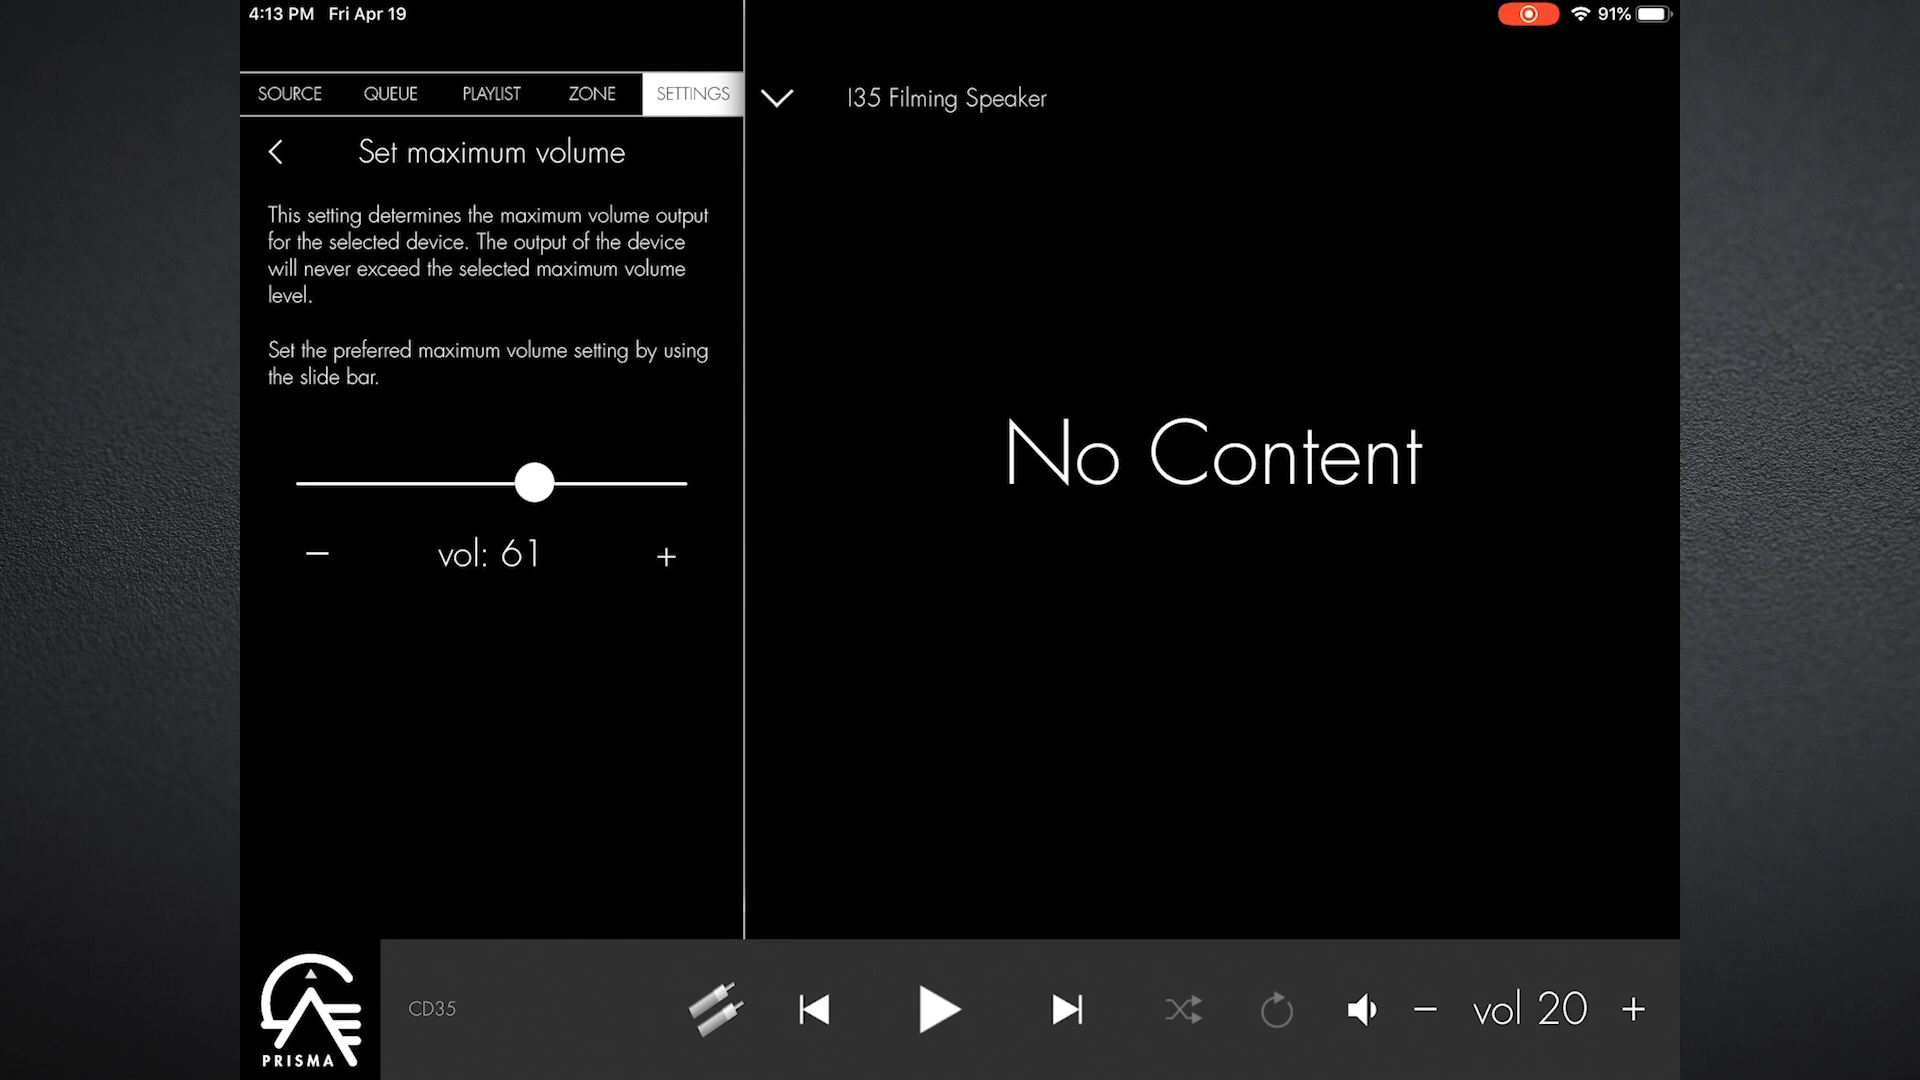 4:13 PM Fri Apr 19
91%
SOURCE QUEUE PLAYLIST ZONE SETTINGS
I35 Filming Speaker
Set maximum volume
This setting determines the maximum volume output
for the selected device. The output of the device
will never exceed the selected maximum volume
level.
Set the preferred maximum volume setting by using
the slide bar.
No Content
− vol: 61 +
PRISMA
CD35
− vol 20 +